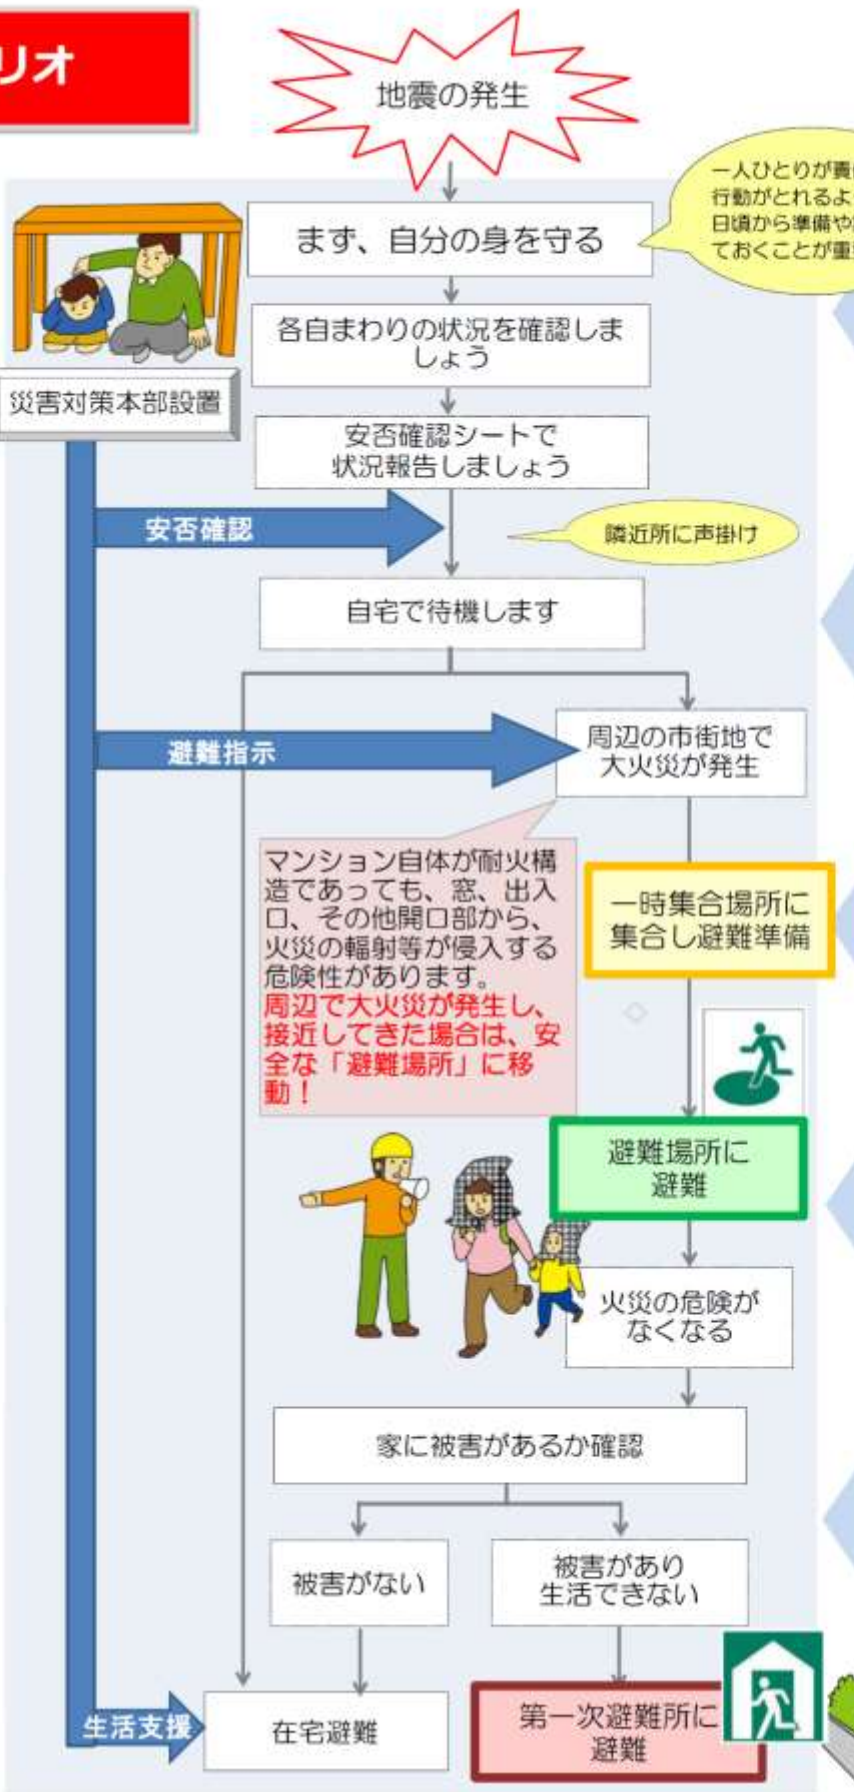 リオ
地震の発生
一人ひとりが責
行動がとれるよ
日頃から準備や
ておくことが重
まず、自分の身を守る
各自まわりの状況を確認しま
しょう
災害対策本部設置
安否確認シートで
状況報告しましょう
安否確認
隣近所に声掛け
自宅で待機します
避難指示
周辺の市街地で
大火災が発生
マンション自体が耐火構
造であっても、窓、出入
口、その他開口部から、
火災の輻射等が侵入する
危険性があります。
周辺で大火災が発生し、
接近してきた場合は、安
全な「避難場所」に移
動！
一時集合場所に
集合し避難準備
避難場所に
避難
火災の危険が
なくなる
家に被害があるか確認
被害がない
被害があり
生活できない
生活支援
在宅避難
第一次避難所に
避難